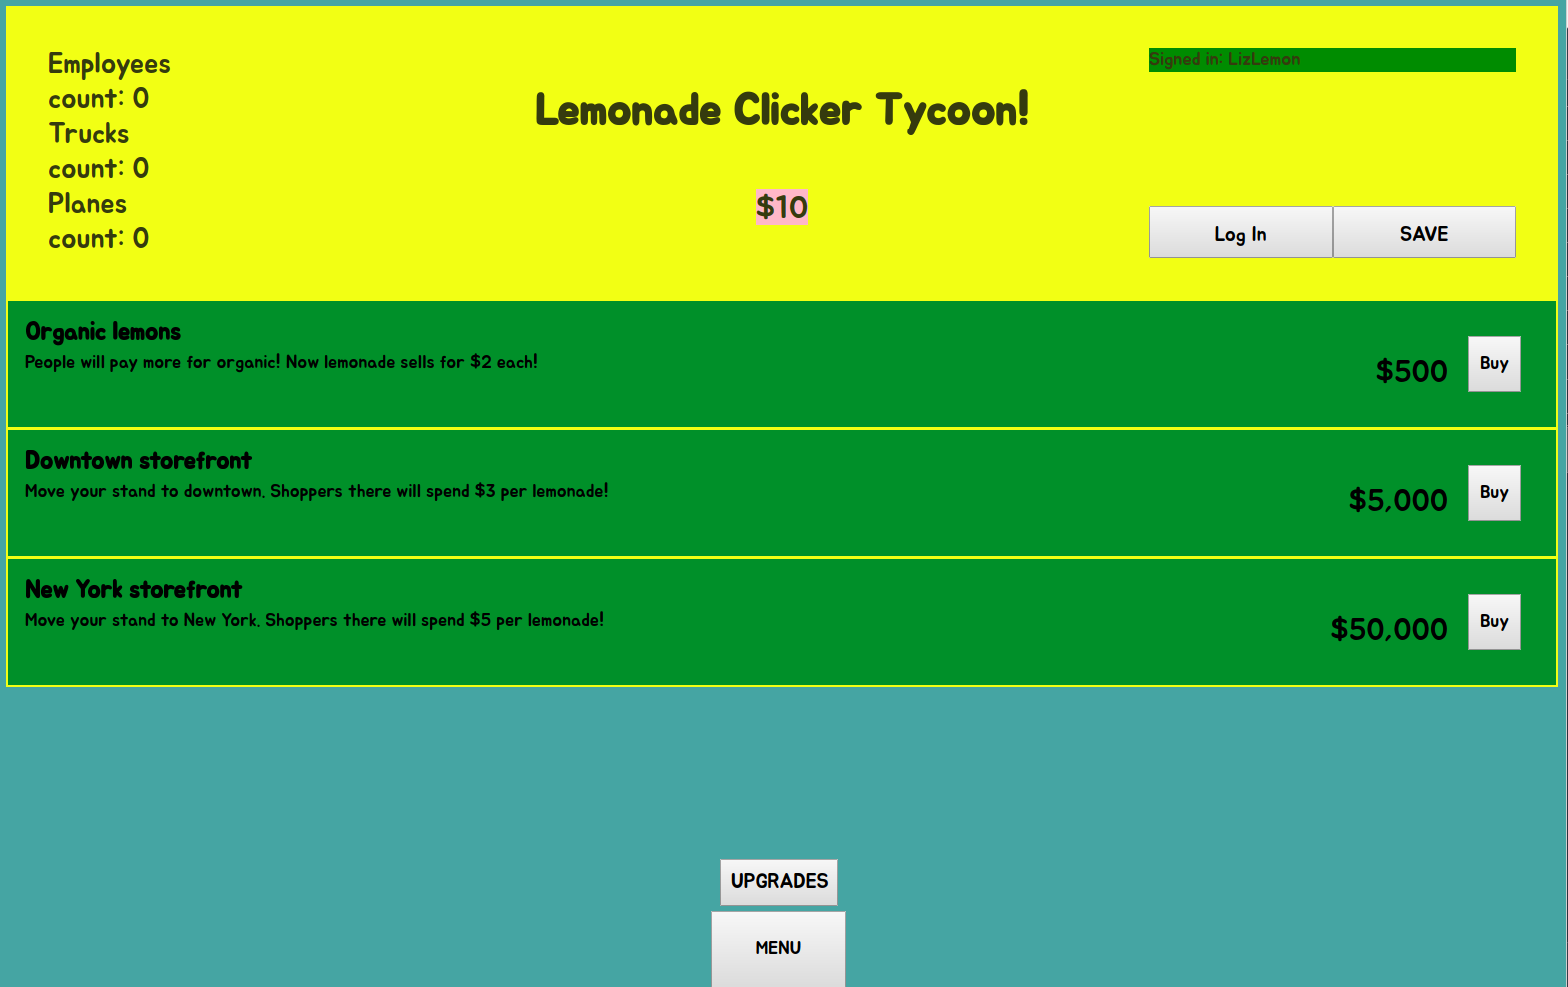 Employees
count: 0
Trucks
count: 0
Planes
count: 0
Lemonade Clicker Tycoon!
$10
Signed in: LizLemon
Log In
SAVE
Organic lemons
People will pay more for organic! Now lemonade sells for $2 each!
$500
Buy
Downtown storefront
Move your stand to downtown. Shoppers there will spend $3 per lemonade!
$5,000
Buy
New York storefront
Move your stand to New York. Shoppers there will spend $5 per lemonade!
$50,000
Buy
UPGRADES
MENU